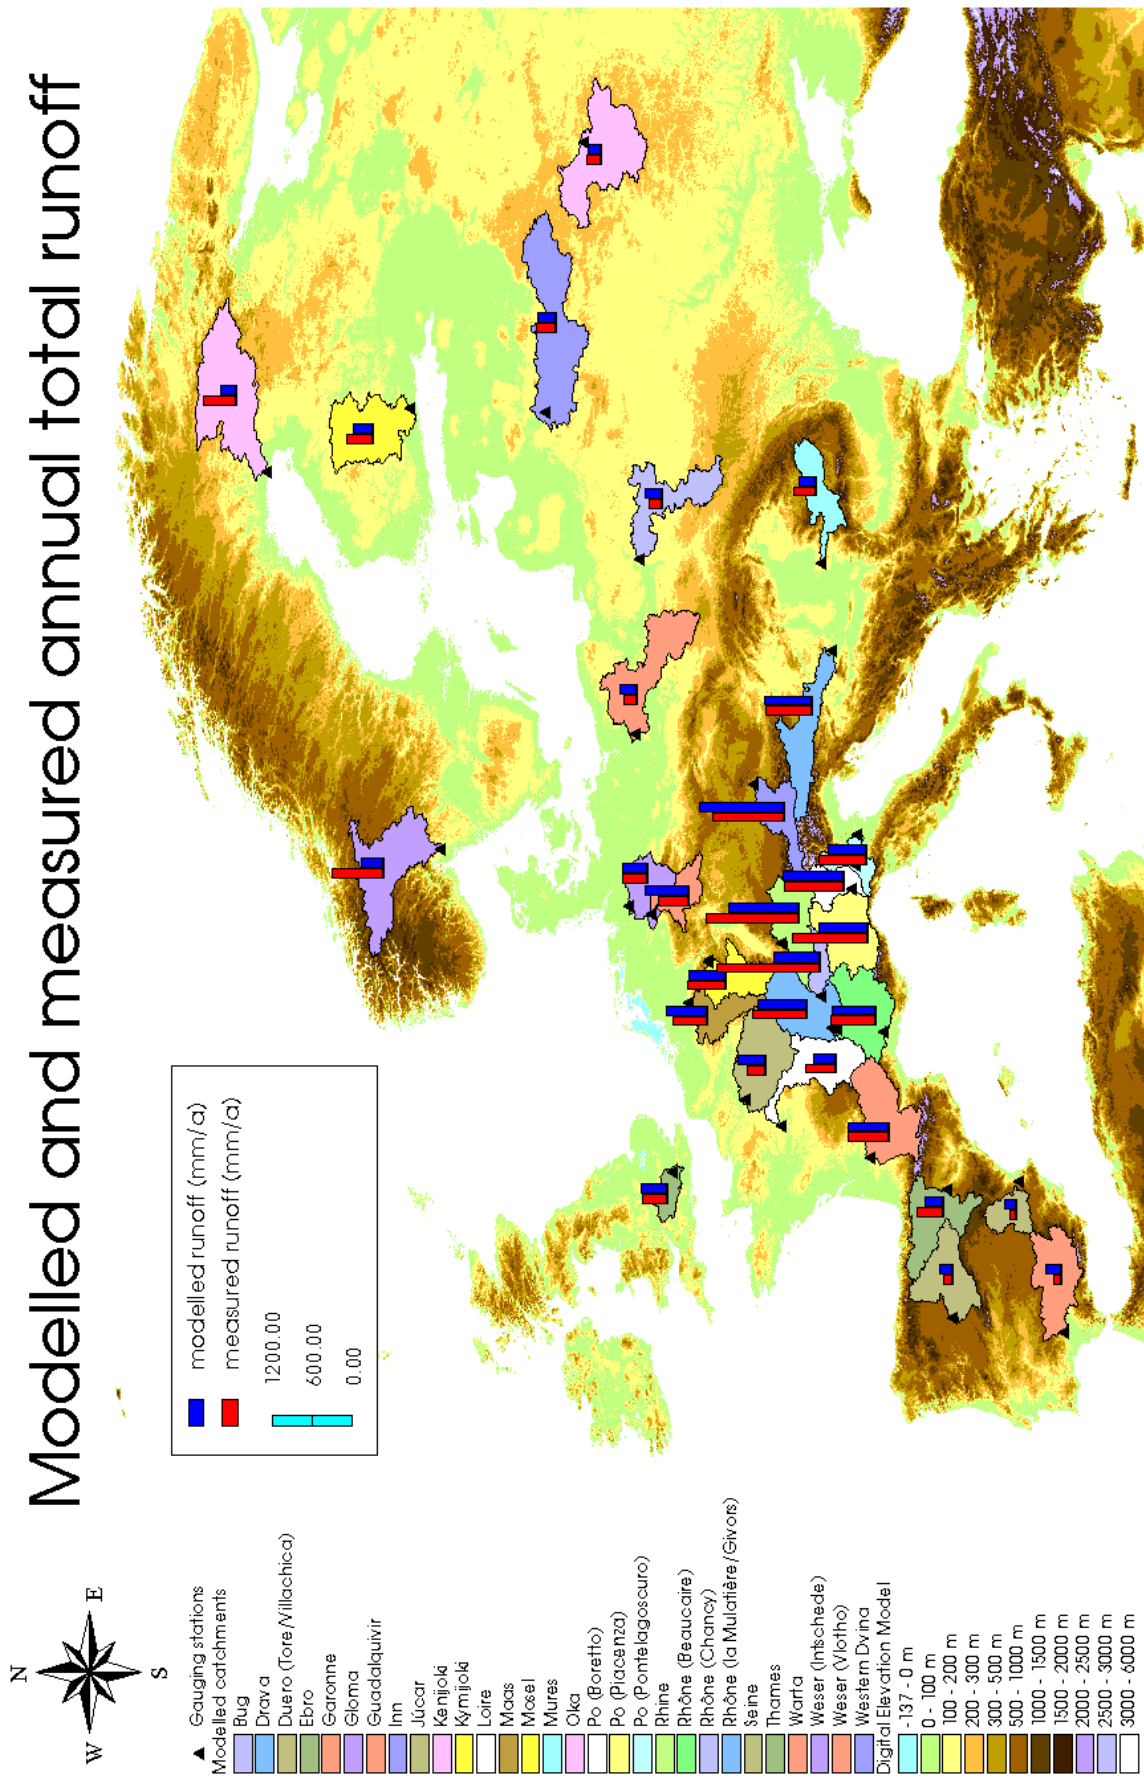 Modelled and measured annual total runoff
N
W
E
S
modelled runoff (mm/a)
measured runoff (mm/a)
1200.00
600.00
0.00
Gauging stations
Modelled catchments
Bug
Drava
Duero (Tore/Villachica)
Ebro
Garonne
Gloma
Guadalquivir
Inn
Júcar
Kenijoki
Kymijoki
Loire
Maas
Mosel
Mures
Oka
Po (Boretto)
Po (Piacenza)
Po (Pontelagoscuro)
Rhine
Rhône (Beaucaire)
Rhône (Chancy)
Rhône (la Mulatière/Givors)
Seine
Thames
Warta
Weser (Intschede)
Weser (Vlotho)
Western Dvina
Digital Elevation Model
-137 - 0 m
0 - 100 m
100 - 200 m
200 - 300 m
300 - 500 m
500 - 1000 m
1000 - 1500 m
1500 - 2000 m
2000 - 2500 m
2500 - 3000 m
3000 - 6000 m